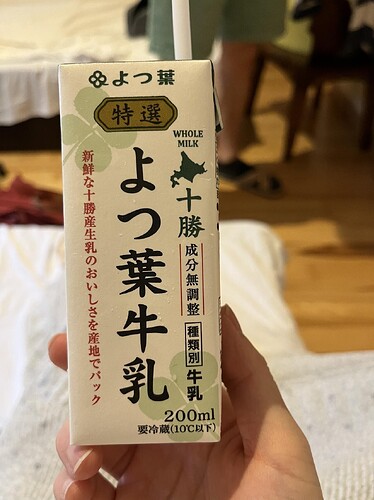 よつ葉
特選
WHOLE
MILK
十勝
成分無調整
種類別
牛乳
よつ葉牛乳
新鮮な十勝産生乳のおいしさを産地でパック
200ml
要冷蔵(10℃以下)